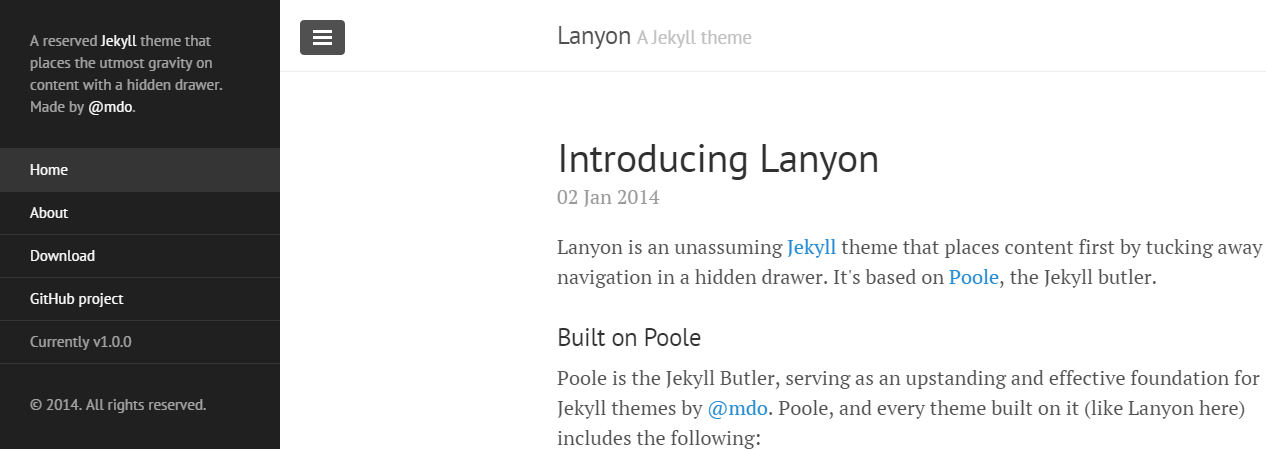 A reserved Jekyll theme that
places the utmost gravity on
content with a hidden drawer.
Made by @mdo.
Home
About
Download
GitHub project
Currently v1.0.0
© 2014. All rights reserved.
Lanyon A Jekyll theme
Introducing Lanyon
02 Jan 2014
Lanyon is an unassuming Jekyll theme that places content first by tucking away
navigation in a hidden drawer. It's based on Poole, the Jekyll butler.
Built on Poole
Poole is the Jekyll Butler, serving as an upstanding and effective foundation for
Jekyll themes by @mdo. Poole, and every theme built on it (like Lanyon here)
includes the following: